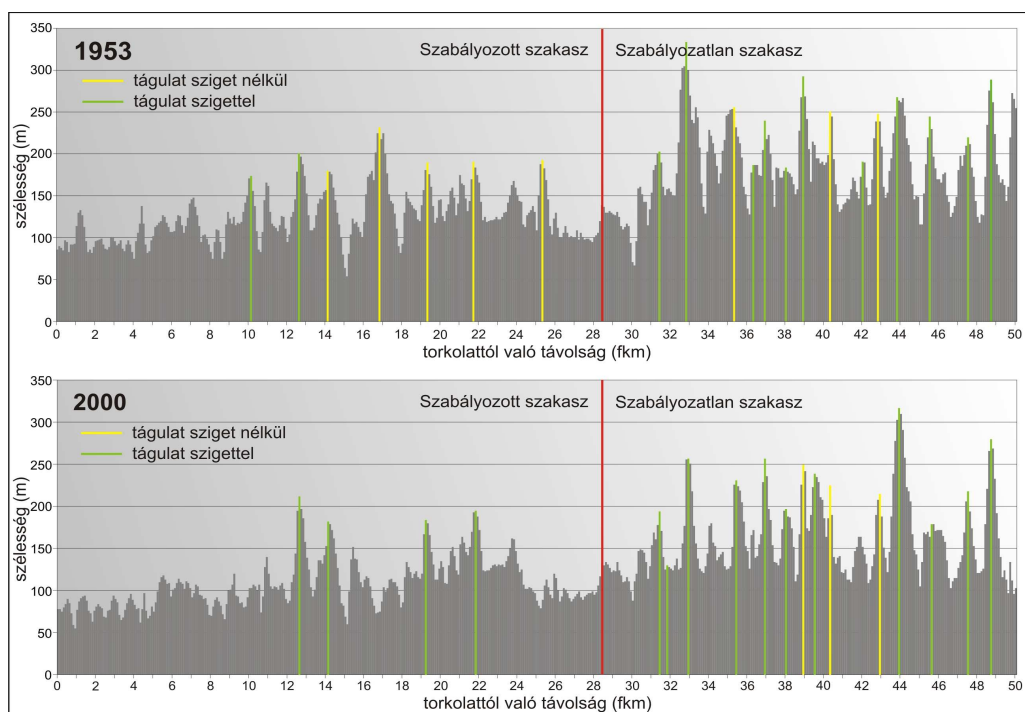 1953
Szabályozott szakasz
Szabályozatlan szakasz
tágulat sziget nélkül
tágulat szigettel
szélesség (m)
350
300
250
200
150
100
50
0
0 2 4 6 8 10 12 14 16 18 20 22 24 26 28 30 32 34 36 38 40 42 44 46 48 50
torkolattól való távolság (fkm)
2000
Szabályozott szakasz
Szabályozatlan szakasz
tágulat sziget nélkül
tágulat szigettel
szélesség (m)
350
300
250
200
150
100
50
0
0 2 4 6 8 10 12 14 16 18 20 22 24 26 28 30 32 34 36 38 40 42 44 46 48 50
torkolattól való távolság (fkm)